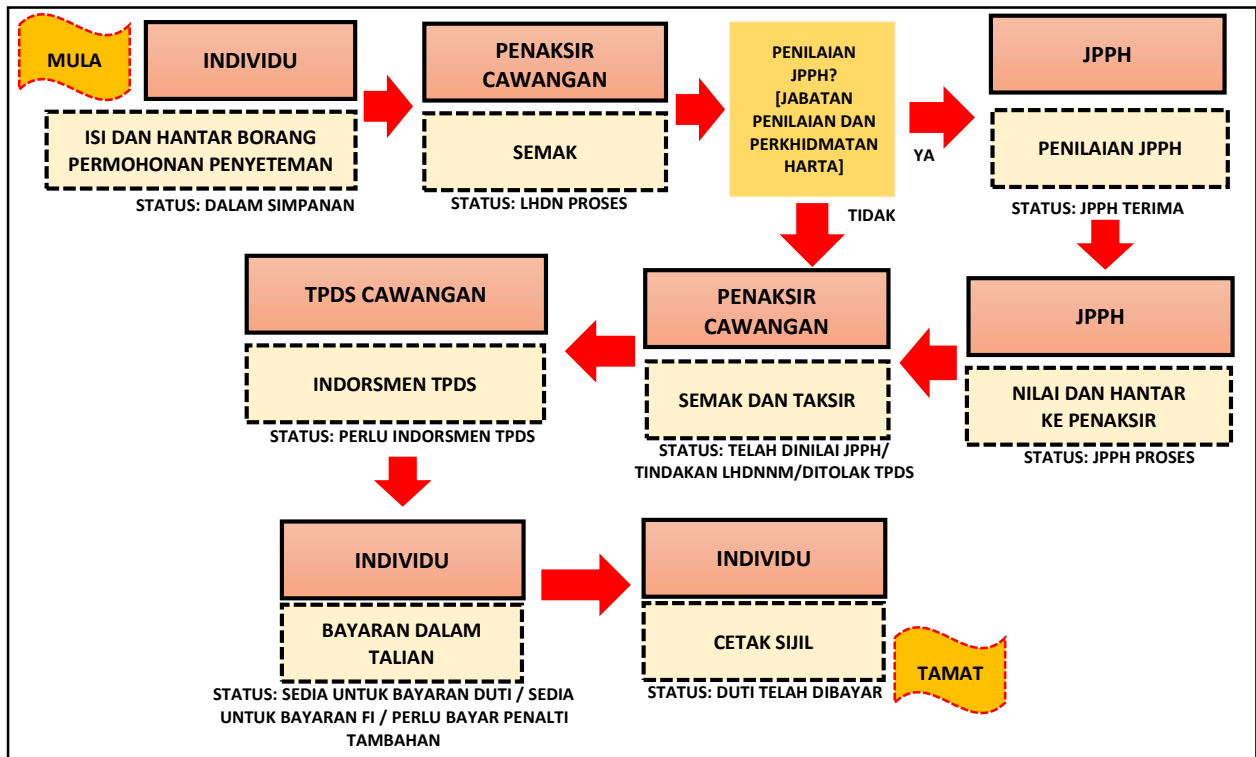 MULA
INDIVIDU
ISI DAN HANTAR BORANG
PERMOHONAN PENYETEMAN
STATUS: DALAM SIMPANAN
PENAKSIR
CAWANGAN
SEMAK
STATUS: LHDN PROSES
PENILAIAN
JPPH?
[JABATAN
PENILAIAN DAN
PERKHIDMATAN
HARTA]
YA
TIDAK
JPPH
PENILAIAN JPPH
STATUS: JPPH TERIMA
JPPH
NILAI DAN HANTAR
KE PENAKSIR
STATUS: JPPH PROSES
PENAKSIR
CAWANGAN
SEMAK DAN TAKSIR
STATUS: TELAH DINILAI JPPH/
TINDAKAN LHDNNM/DITOLAK TPDS
TPDS CAWANGAN
INDORSMEN TPDS
STATUS: PERLU INDORSMEN TPDS
INDIVIDU
BAYARAN DALAM
TALIAN
STATUS: SEDIA UNTUK BAYARAN DUTI / SEDIA
UNTUK BAYARAN FI / PERLU BAYAR PENALTI
TAMBAHAN
INDIVIDU
CETAK SIJIL
STATUS: DUTI TELAH DIBAYAR
TAMAT